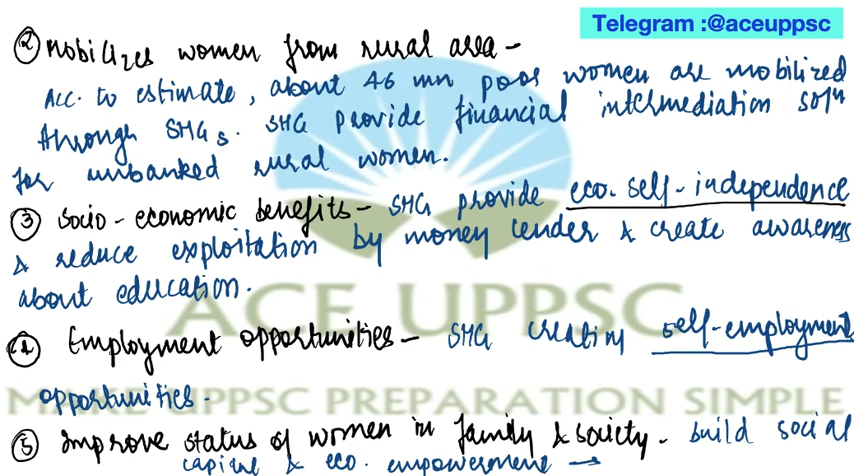 Telegram :@aceuppsc
② Mobilizes women from rural area -
Acc. to estimate, about 46 mn poor women are mobilized
through SHGs. SHG provide financial intermediation solⁿ
for unbanked rural women.
③ Socio-economic benefits - SHG provide eco. self-independence
& reduce exploitation by money lender & create awareness
about education.
④ Employment opportunities - SHG creating self-employment
opportunities.
⑤ Improve status of women in family & society - build social
capital & eco. empowerment →
ACE UPPSC
MAKE UPPSC PREPARATION SIMPLE